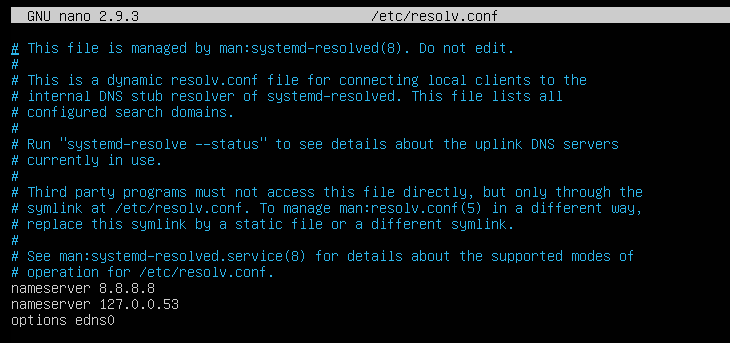 GNU nano 2.9.3 /etc/resolv.conf
# This file is managed by man:systemd-resolved(8). Do not edit.
#
# This is a dynamic resolv.conf file for connecting local clients to the
# internal DNS stub resolver of systemd-resolved. This file lists all
# configured search domains.
#
# Run "systemd-resolve --status" to see details about the uplink DNS servers
# currently in use.
#
# Third party programs must not access this file directly, but only through the
# symlink at /etc/resolv.conf. To manage man:resolv.conf(5) in a different way,
# replace this symlink by a static file or a different symlink.
#
# See man:systemd-resolved.service(8) for details about the supported modes of
# operation for /etc/resolv.conf.
nameserver 8.8.8.8
nameserver 127.0.0.53
options edns0